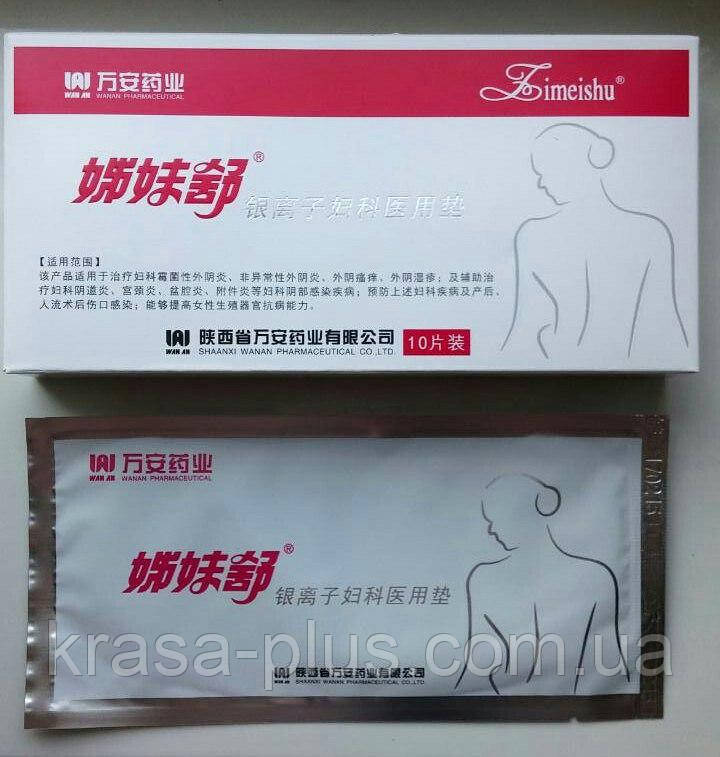 万安药业
WAN AN WANAN PHARMACEUTICAL
Zimeishu®
姊妹舒®
银离子妇科医用垫
【适用范围】
该产品适用于治疗妇科霉菌性外阴炎、非异常性外阴炎、外阴瘙痒、外阴湿疹；及辅助治
疗妇科阴道炎、宫颈炎、盆腔炎、附件炎等妇科阴部感染疾病；预防上述妇科疾病及产后、
人流术后伤口感染；能够提高女性生殖器官抗病能力。
陕西省万安药业有限公司 10片装
WAN AN SHAANXI WANAN PHARMACEUTICAL CO.,LTD.
万安药业
WAN AN WANAN PHARMACEUTICAL
170215
姊妹舒®
银离子妇科医用垫
krasa-plus.com.ua
陕西省万安药业有限公司
WAN AN SHAANXI WANAN PHARMACEUTICAL CO.,LTD.